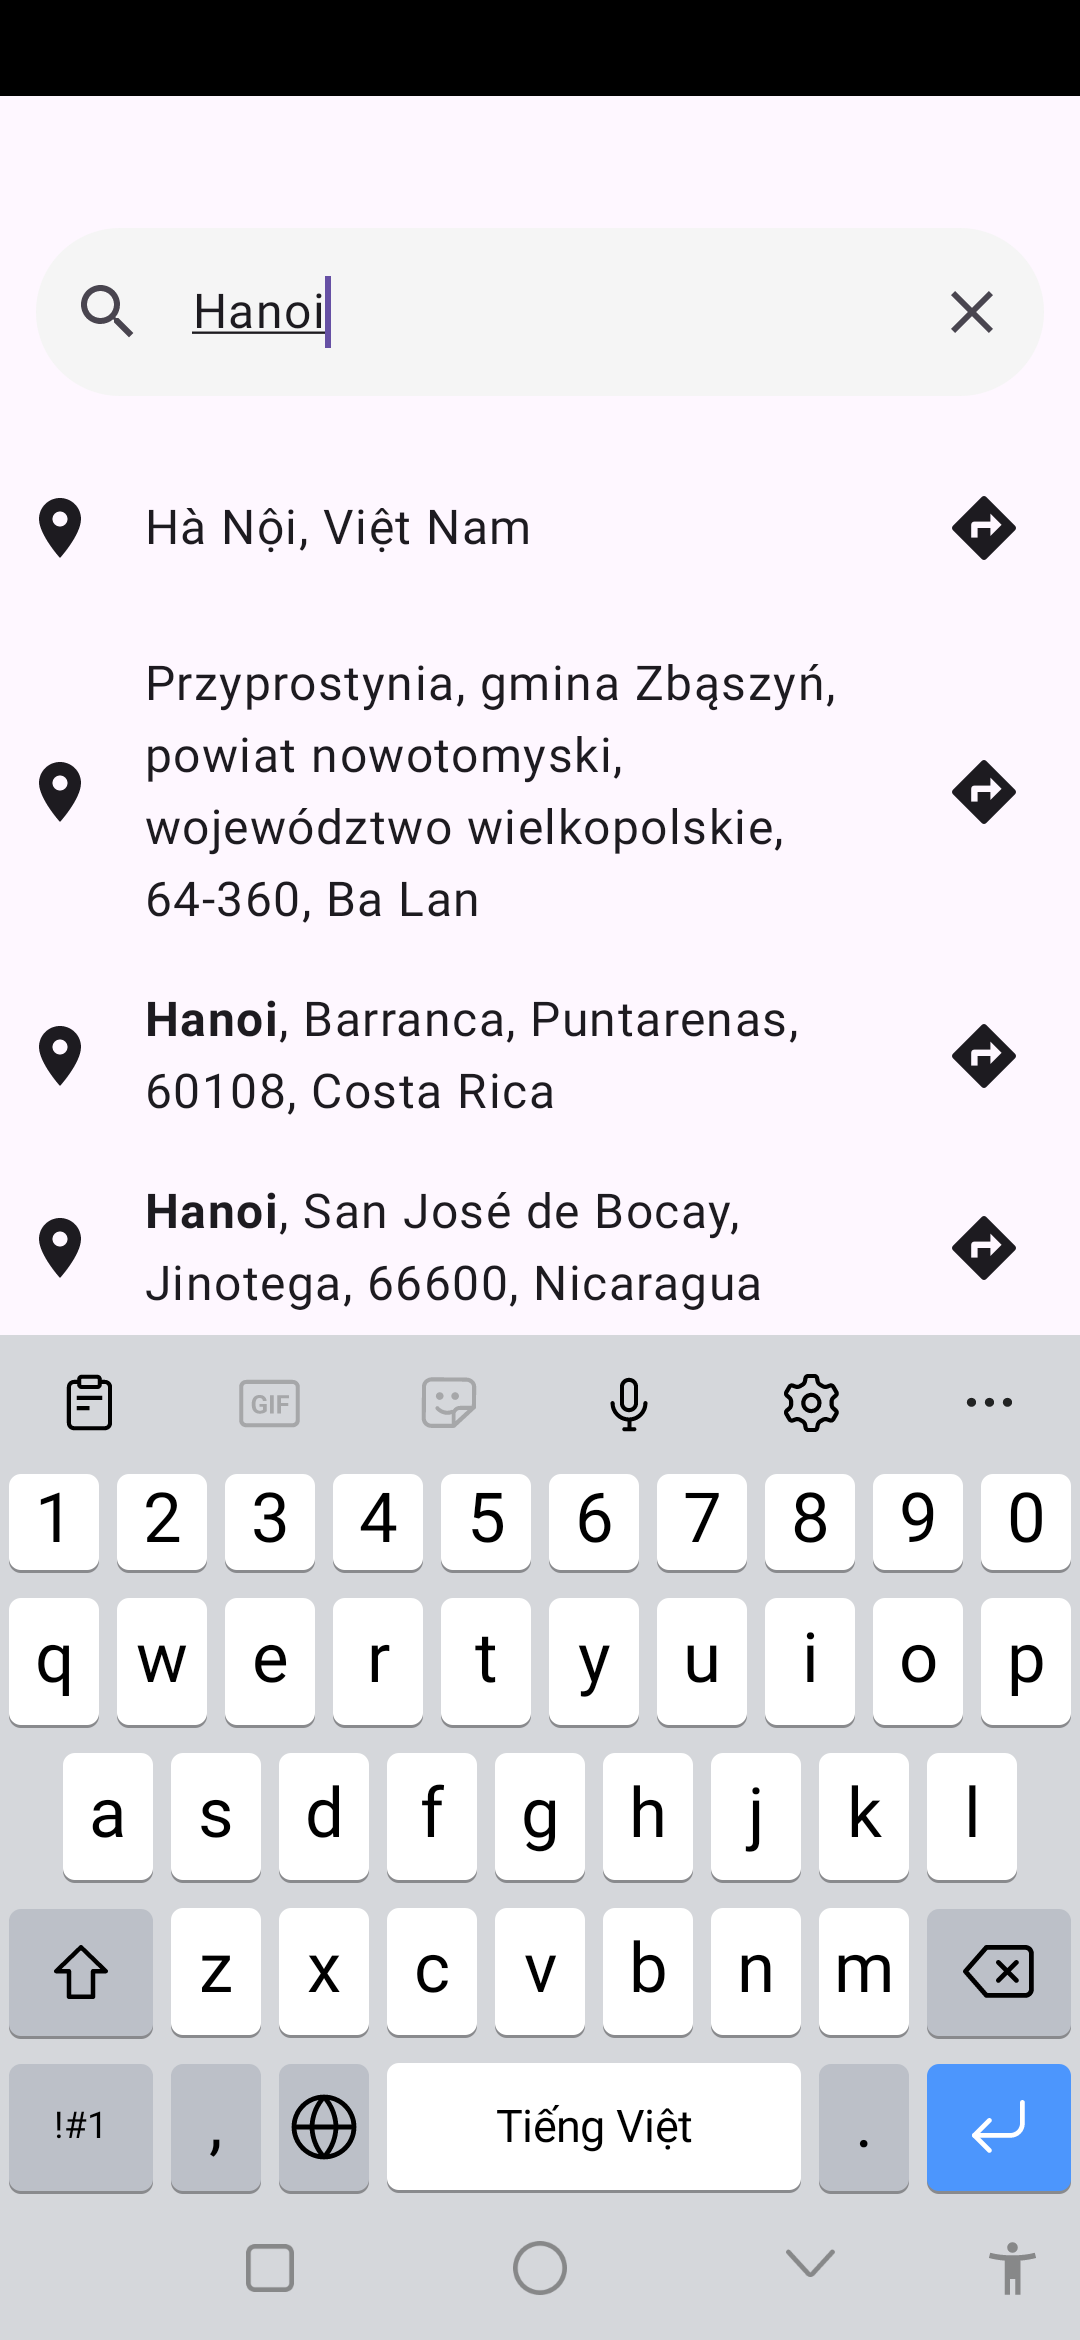 Hanoi
Hà Nội, Việt Nam
Przyprostynia, gmina Zbąszyń,
powiat nowotomyski,
województwo wielkopolskie,
64-360, Ba Lan
Hanoi, Barranca, Puntarenas,
60108, Costa Rica
Hanoi, San José de Bocay,
Jinotega, 66600, Nicaragua
GIF
1 2 3 4 5 6 7 8 9 0
q w e r t y u i o p
a s d f g h j k l
z x c v b n m
!#1 , Tiếng Việt .